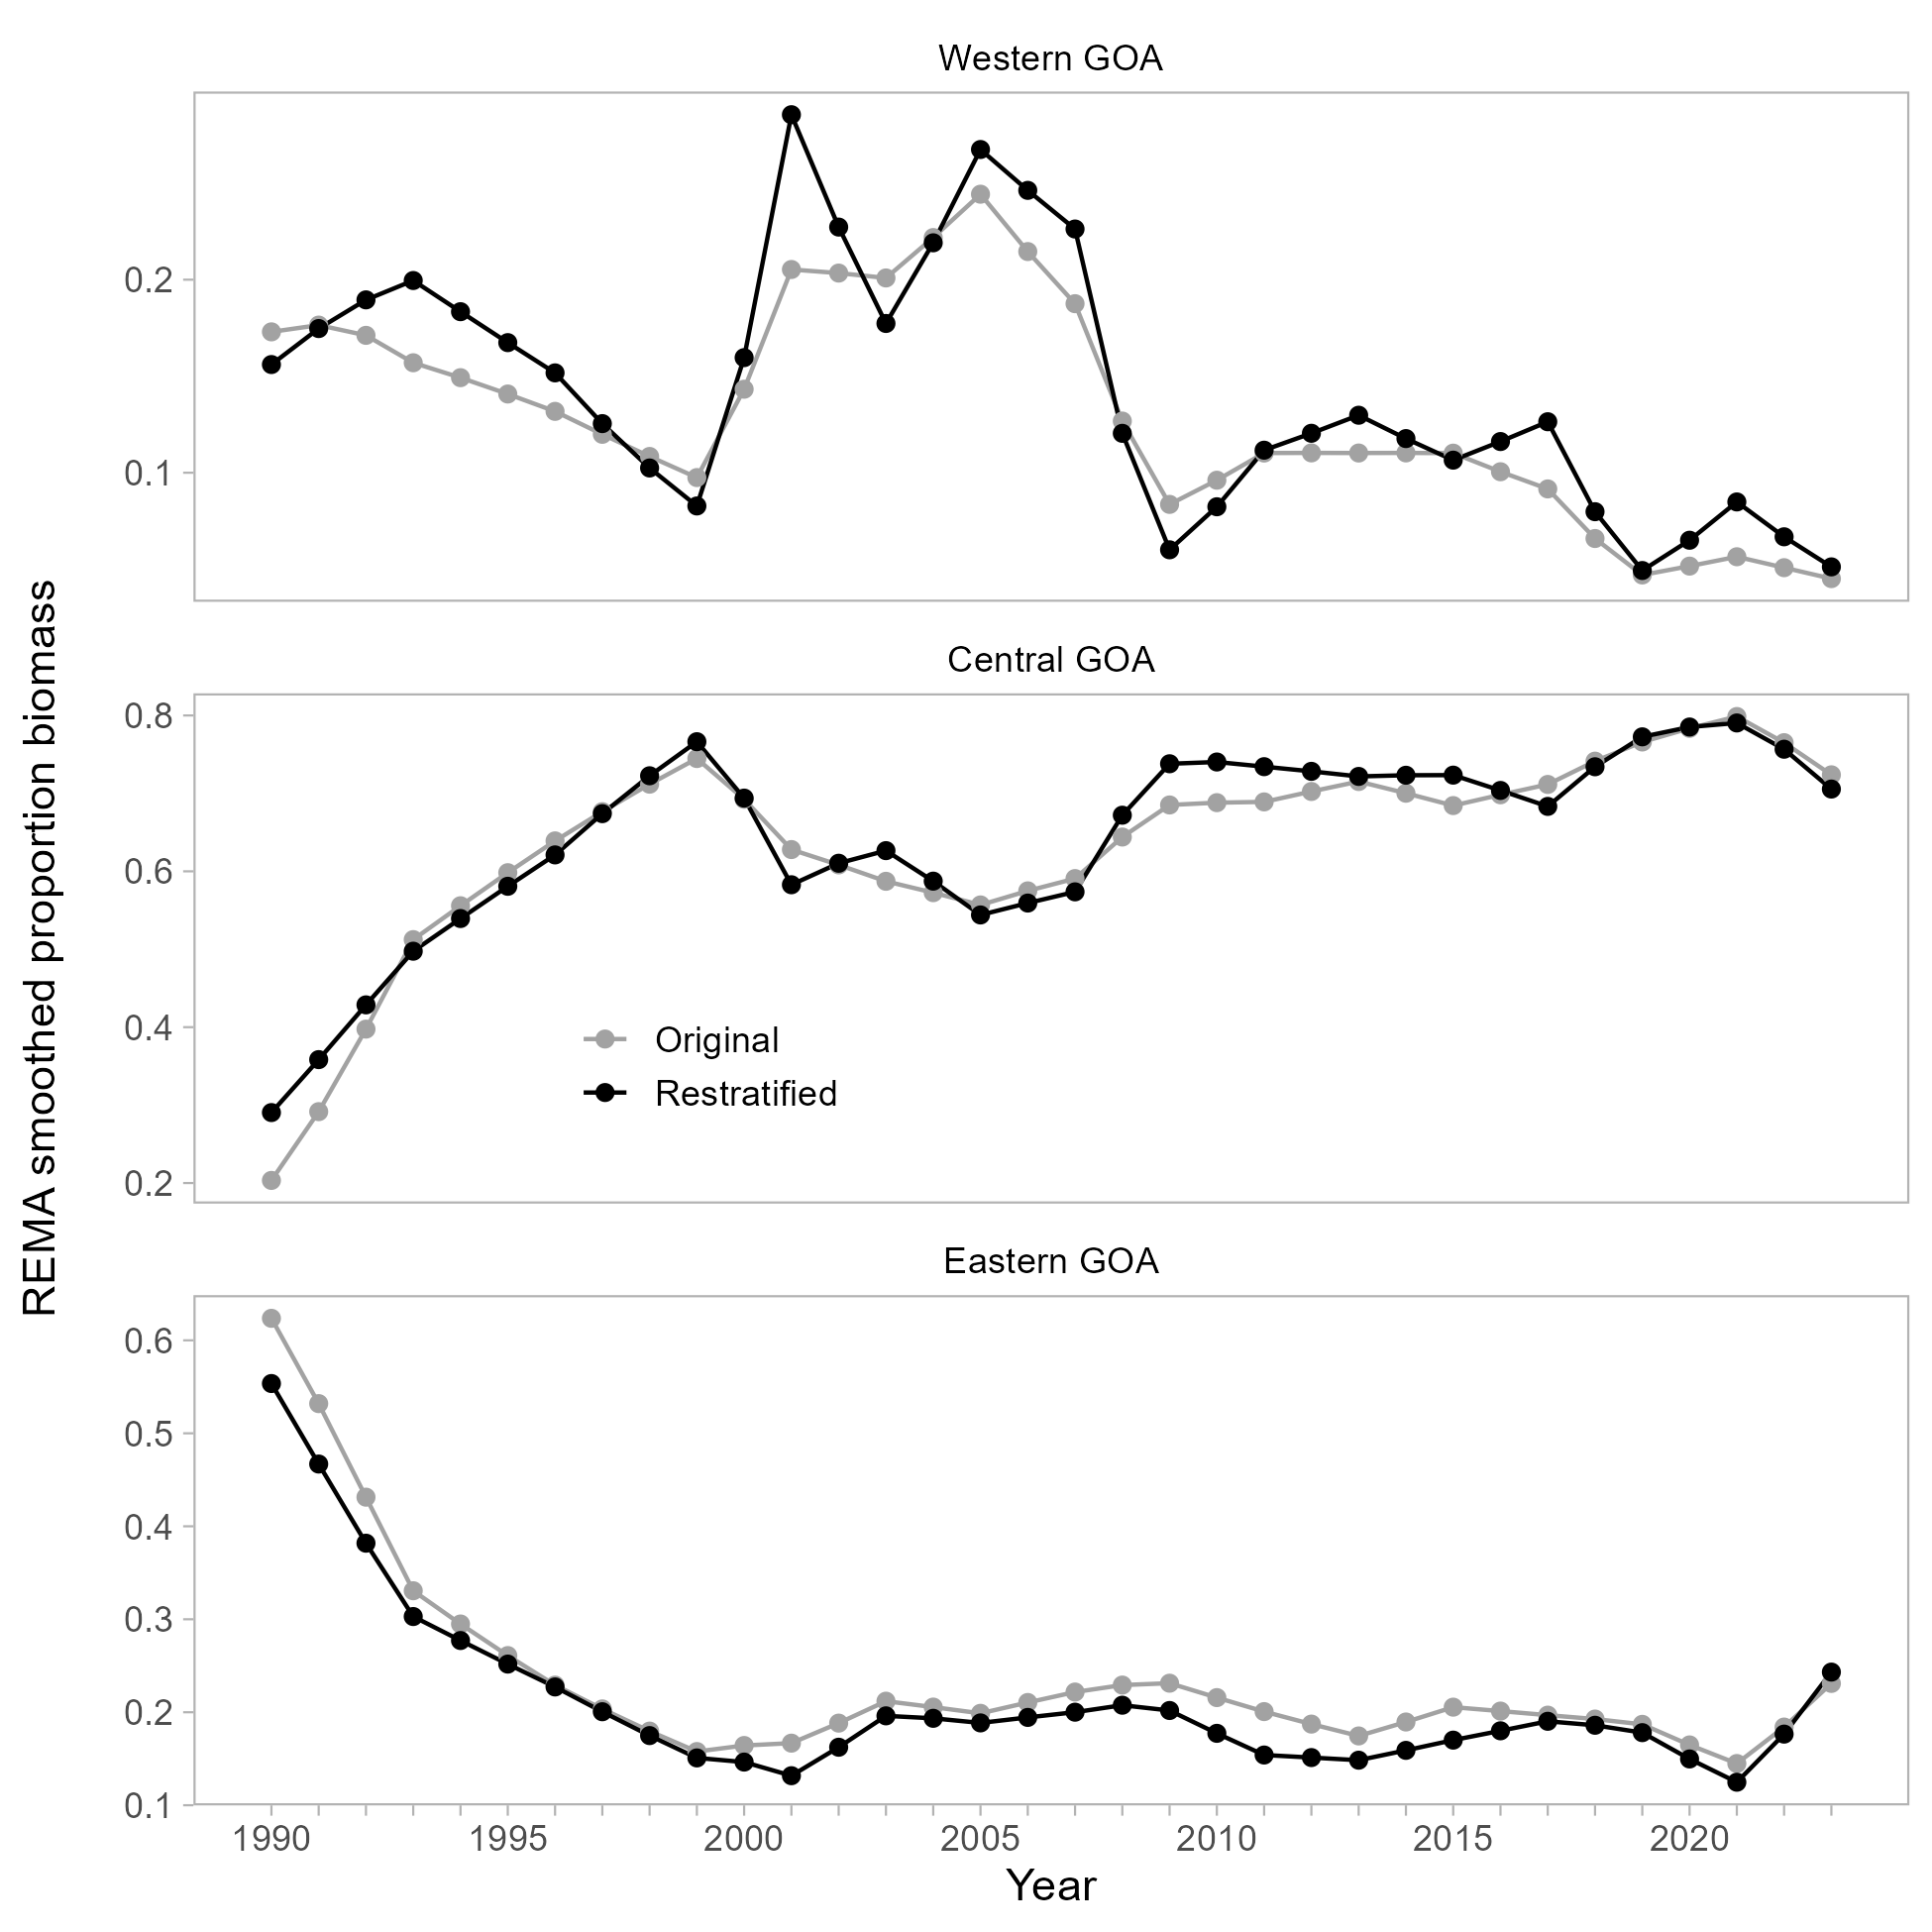 Western GOA
0.2
0.1
REMA smoothed proportion biomass
Central GOA
0.8
0.6
0.4
0.2
Original
Restratified
Eastern GOA
0.6
0.5
0.4
0.3
0.2
0.1
1990 1995 2000 2005 2010 2015 2020
Year